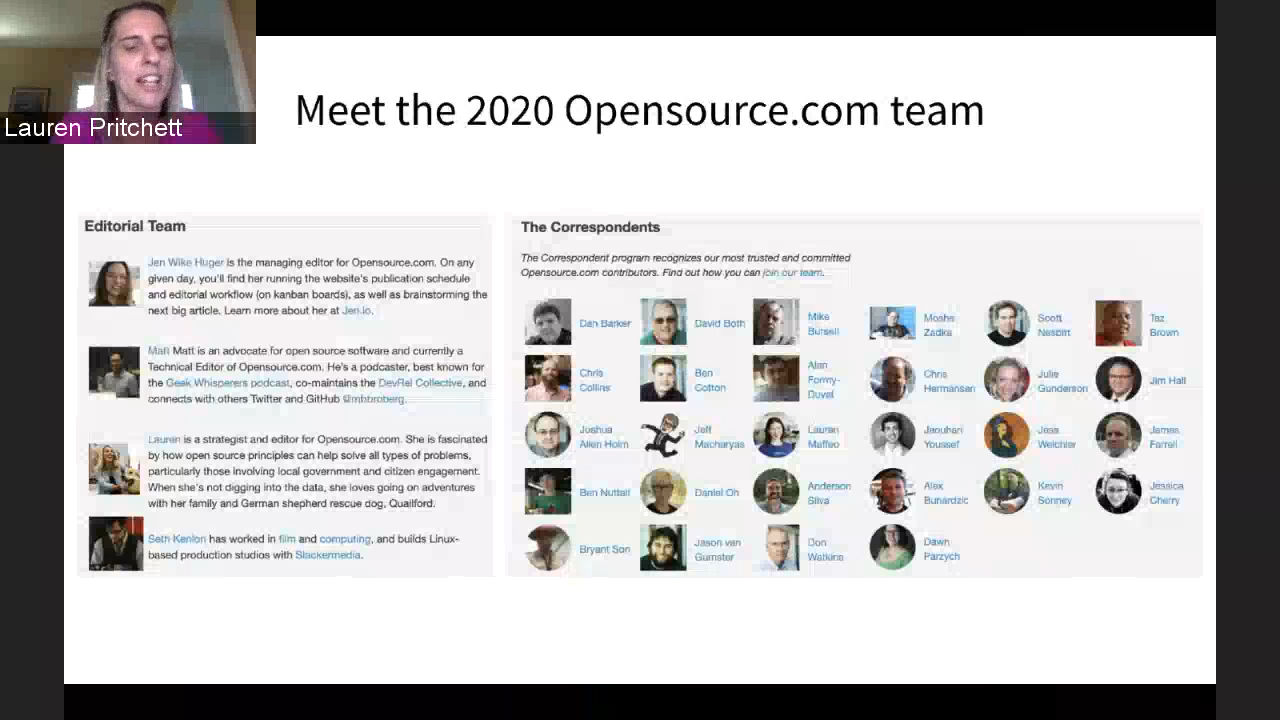 Lauren Pritchett
Meet the 2020 Opensource.com team
Editorial Team
Jen Wike Huger is the managing editor for Opensource.com. On any
given day, you'll find her running the website's publication schedule
and editorial workflow (on kanban boards), as well as brainstorming the
next big article. Learn more about her at Jen.io.
Matt Matt is an advocate for open source software and currently a
Technical Editor of Opensource.com. He's a podcaster, best known for
the Geek Whisperers podcast, co-maintains the DevRel Collective, and
connects with others Twitter and GitHub @mbbroberg.
Lauren is a strategist and editor for Opensource.com. She is fascinated
by how open source principles can help solve all types of problems,
particularly those involving local government and citizen engagement.
When she's not digging into the data, she loves going on adventures
with her family and German shepherd rescue dog, Quailford.
Seth Kenlon has worked in film and computing, and builds Linux-
based production studios with Slackermedia.
The Correspondents
The Correspondent program recognizes our most trusted and committed
Opensource.com contributors. Find out how you can join our team.
Dan Barker
David Both
Mike
Bursell
Moshe
Zadka
Scott
Nesbitt
Taz
Brown
Chris
Collins
Ben
Cotton
Alan
Formy-
Duval
Chris
Hermansen
Julie
Gunderson
Jim Hall
Joshua
Allen Holm
Jeff
Macharyas
Lauren
Maffeo
Jaouhari
Youssef
Jess
Weichler
James
Farrell
Ben Nuttall
Daniel Oh
Anderson
Silva
Alex
Bunardzic
Kevin
Sonney
Jessica
Cherry
Bryant Son
Jason van
Gumster
Don
Watkins
Dawn
Parzych